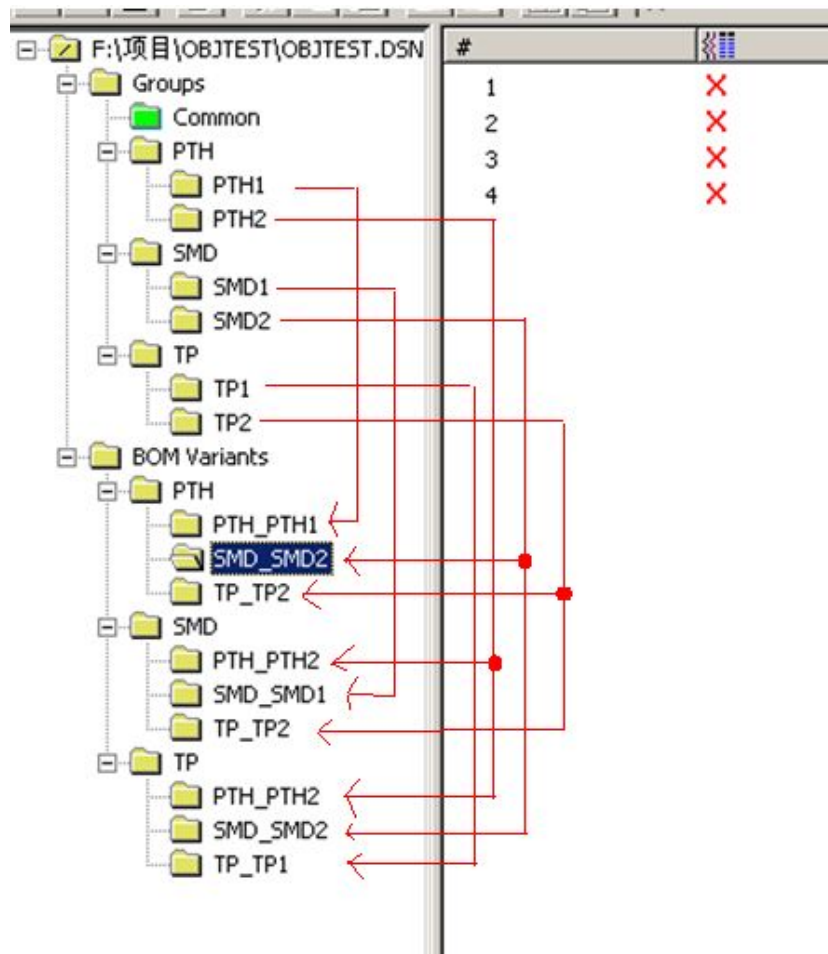 F:\项目\OBJTEST\OBJTEST.DSN
#
Groups
1
Common
2
PTH
3
PTH1
4
PTH2
SMD
SMD1
SMD2
TP
TP1
TP2
BOM Variants
PTH
PTH_PTH1
SMD_SMD2
TP_TP2
SMD
PTH_PTH2
SMD_SMD1
TP_TP2
TP
PTH_PTH2
SMD_SMD2
TP_TP1